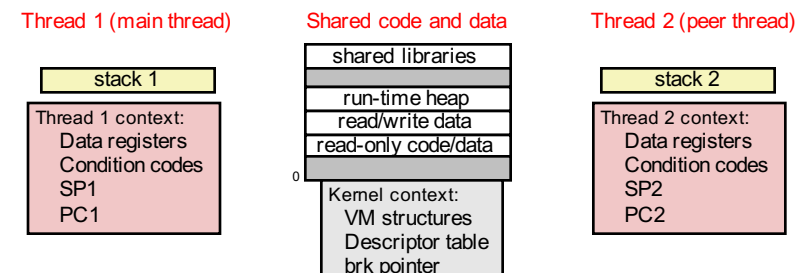 Thread 1 (main thread)
stack 1
Thread 1 context:
Data registers
Condition codes
SP1
PC1
Shared code and data
shared libraries
run-time heap
read/write data
read-only code/data
0
Kernel context:
VM structures
Descriptor table
brk pointer
Thread 2 (peer thread)
stack 2
Thread 2 context:
Data registers
Condition codes
SP2
PC2